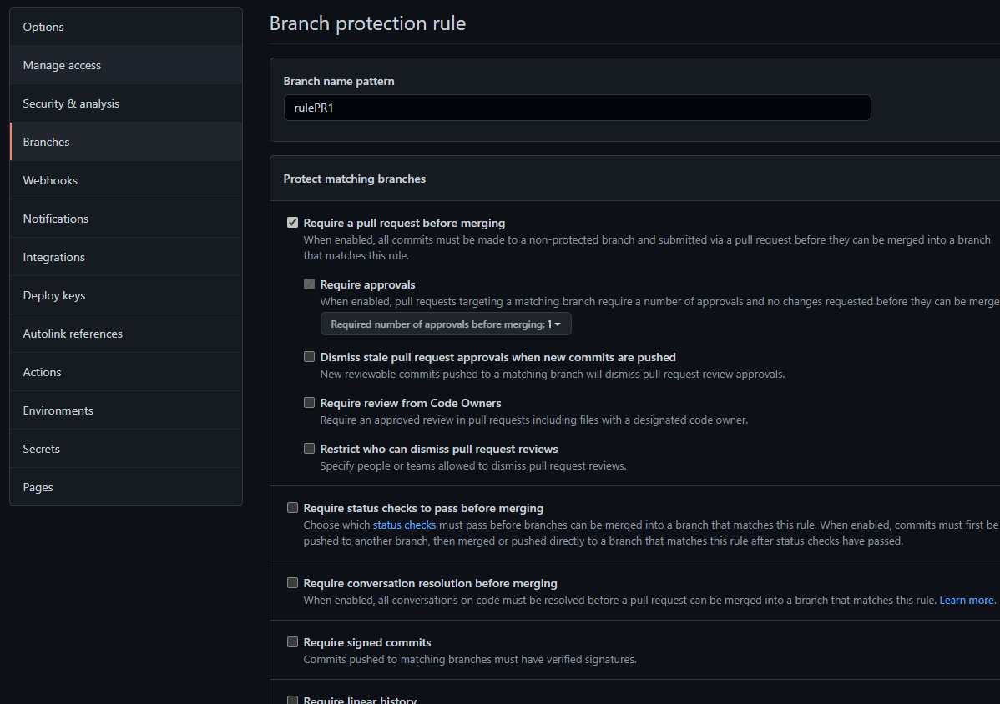 Options
Manage access
Security & analysis
Branches
Webhooks
Notifications
Integrations
Deploy keys
Autolink references
Actions
Environments
Secrets
Pages
Branch protection rule
Branch name pattern
rulePR1
Protect matching branches
Require a pull request before merging
When enabled, all commits must be made to a non-protected branch and submitted via a pull request before they can be merged into a branch
that matches this rule.
Require approvals
When enabled, pull requests targeting a matching branch require a number of approvals and no changes requested before they can be merge
Required number of approvals before merging: 1
Dismiss stale pull request approvals when new commits are pushed
New reviewable commits pushed to a matching branch will dismiss pull request review approvals.
Require review from Code Owners
Require an approved review in pull requests including files with a designated code owner.
Restrict who can dismiss pull request reviews
Specify people or teams allowed to dismiss pull request reviews.
Require status checks to pass before merging
Choose which status checks must pass before branches can be merged into a branch that matches this rule. When enabled, commits must first be
pushed to another branch, then merged or pushed directly to a branch that matches this rule after status checks have passed.
Require conversation resolution before merging
When enabled, all conversations on code must be resolved before a pull request can be merged into a branch that matches this rule. Learn more.
Require signed commits
Commits pushed to matching branches must have verified signatures.
Require linear history